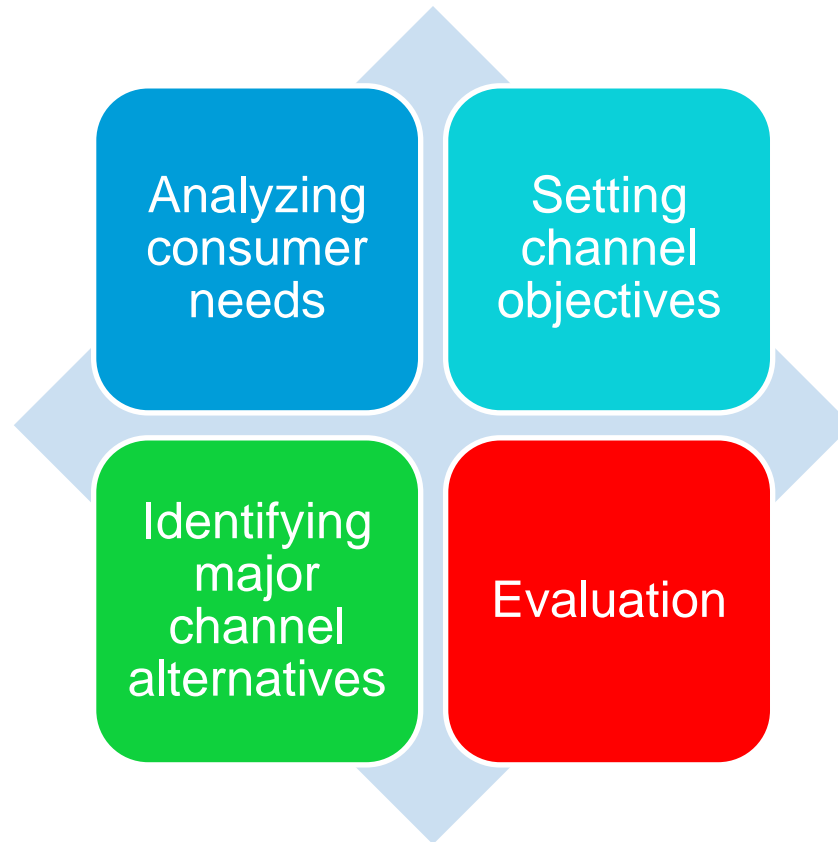 Analyzing
consumer
needs
Setting
channel
objectives
Identifying
major
channel
alternatives
Evaluation